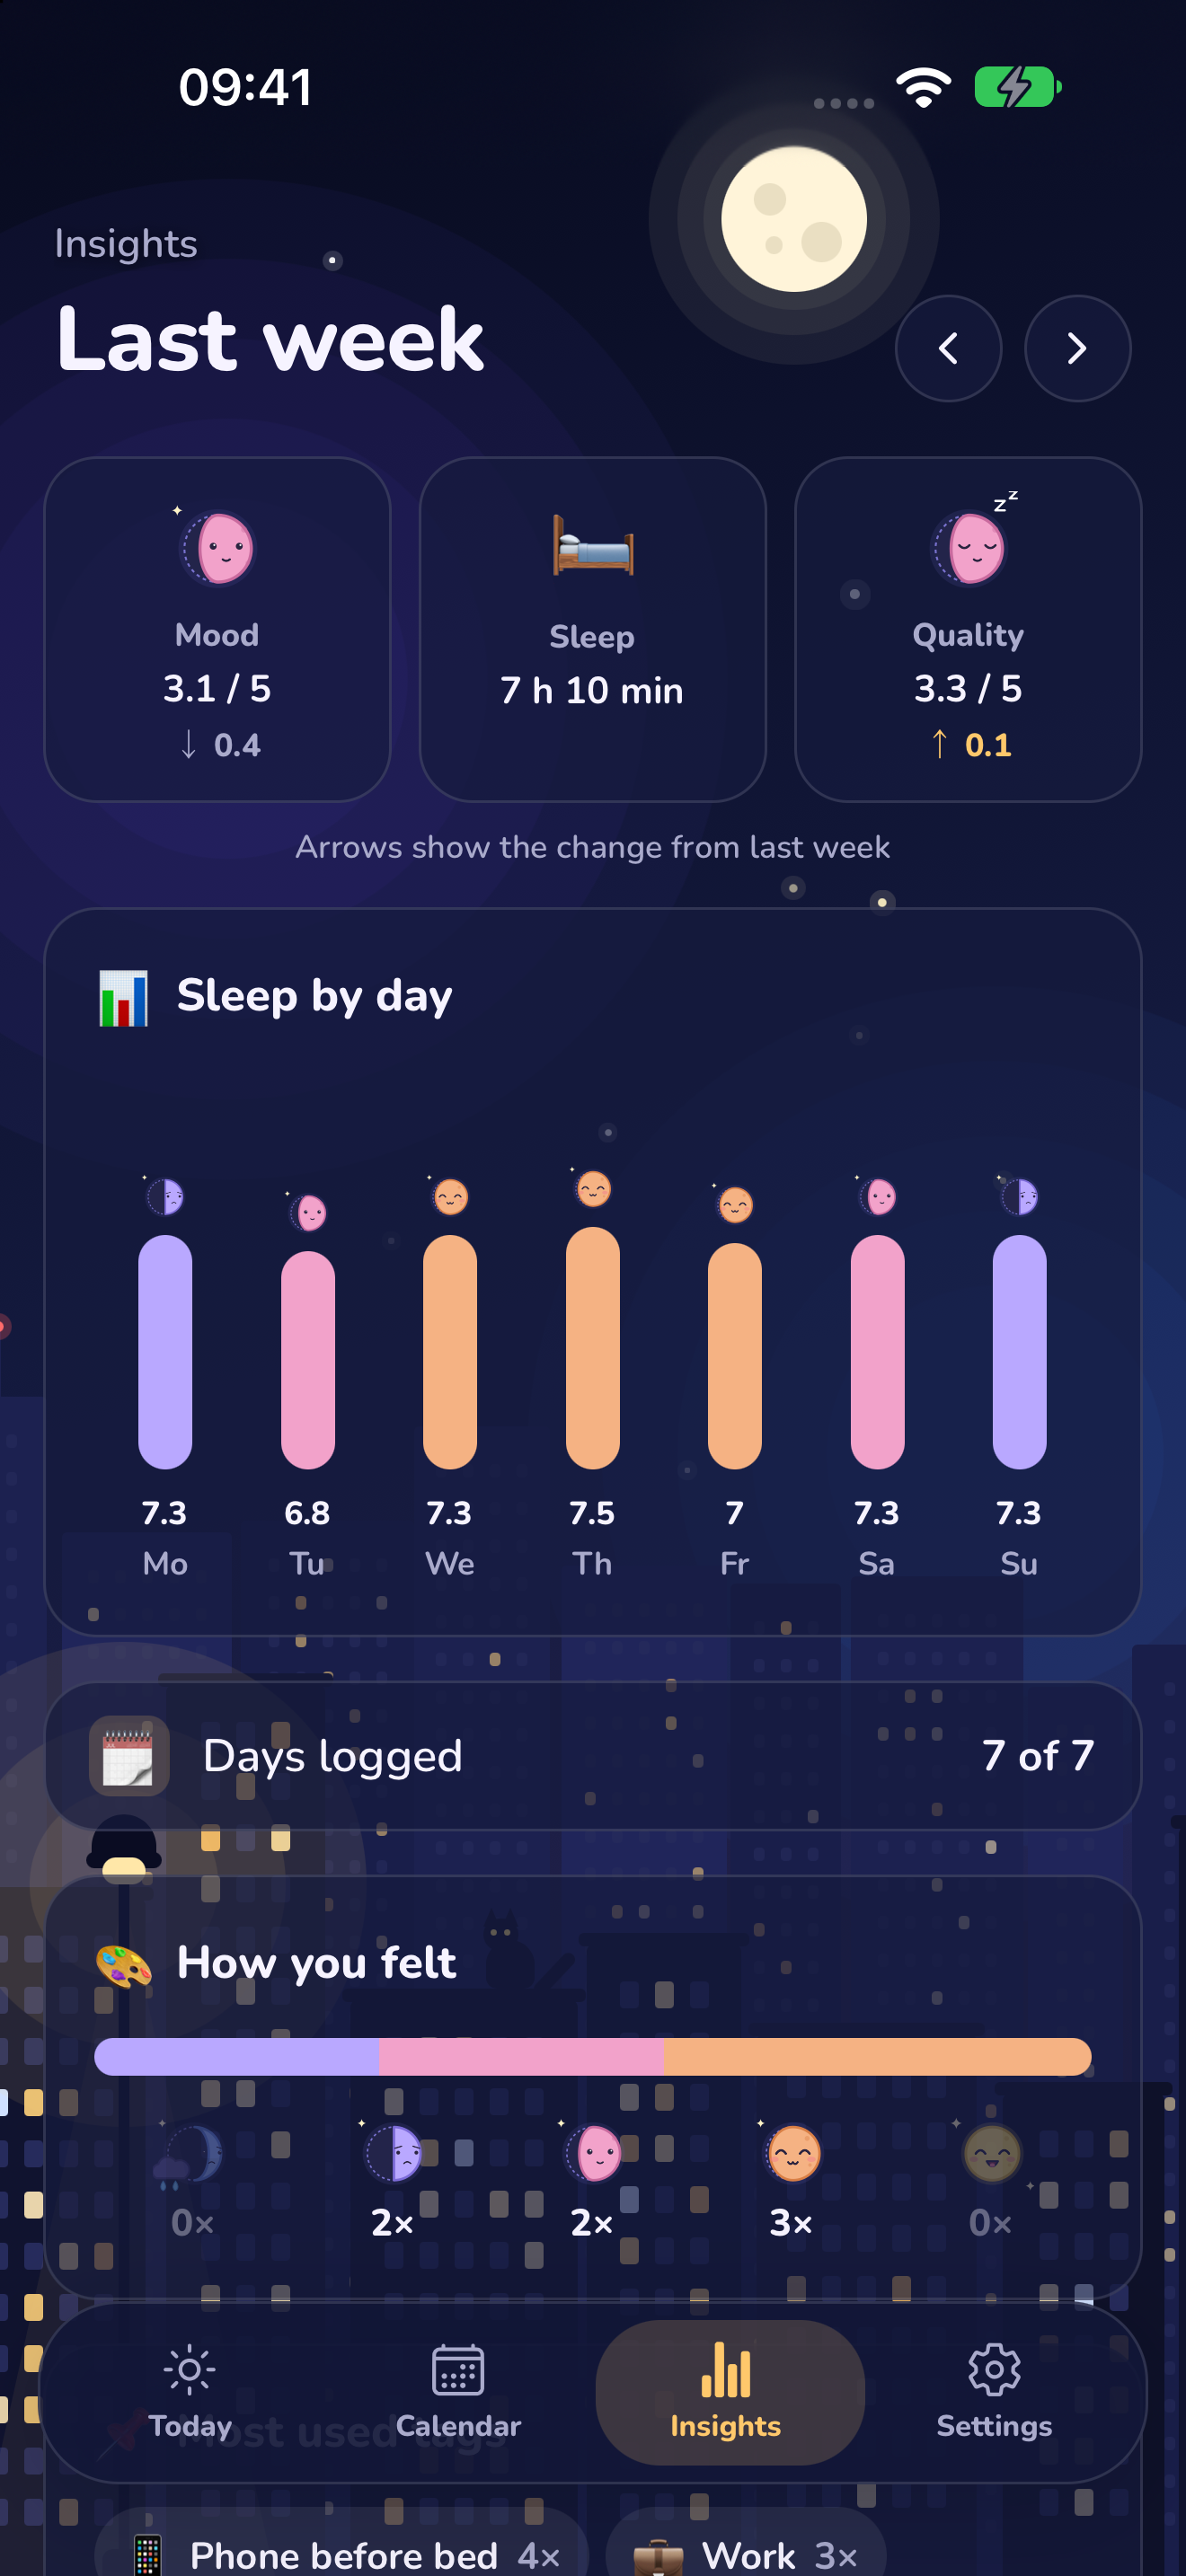 09:41
Insights
Last week
Mood
3.1 / 5
↓ 0.4
Sleep
7 h 10 min
Quality
3.3 / 5
↑ 0.1
Arrows show the change from last week
Sleep by day
7.3 6.8 7.3 7.5 7 7.3 7.3
Mo Tu We Th Fr Sa Su
Days logged 7 of 7
How you felt
0× 2× 2× 3× 0×
Most used tags
Today Calendar Insights Settings
Phone before bed 4× Work 3×